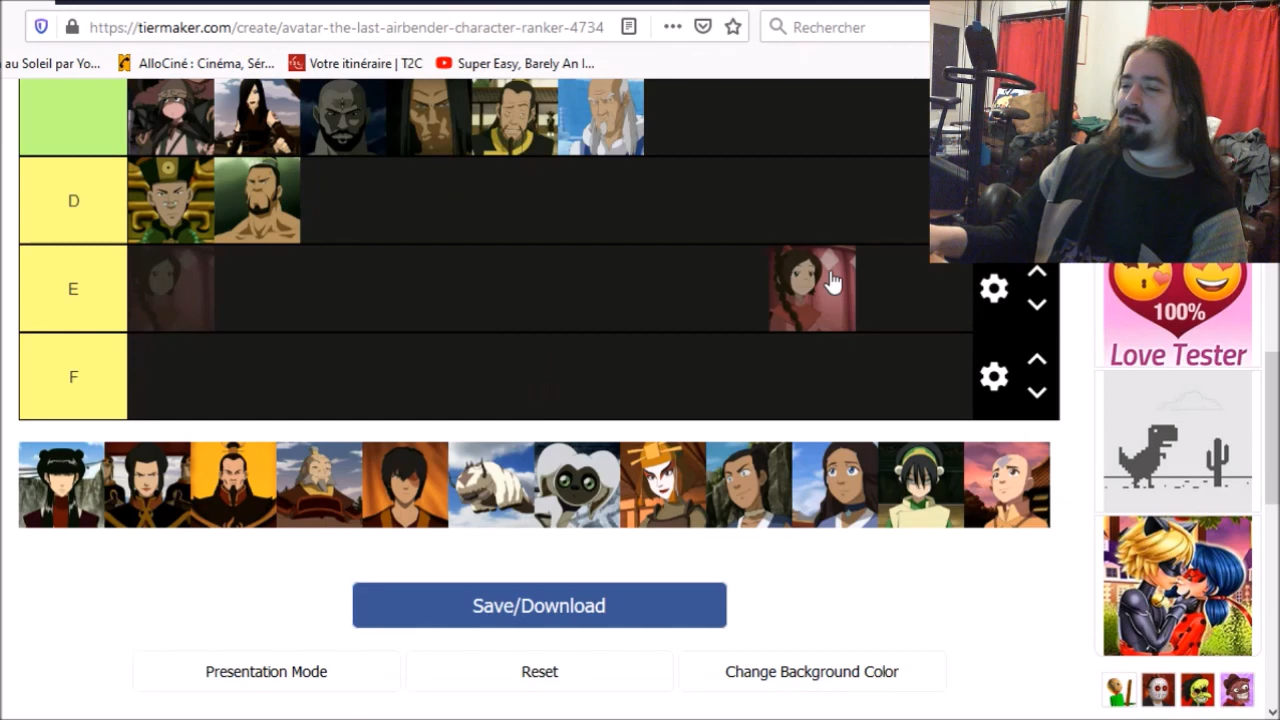 https://tiermaker.com/create/avatar-the-last-airbender-character-ranker-4734
Rechercher
au Soleil par Yo...
AlloCiné : Cinéma, Sér...
Votre itinéraire | T2C
Super Easy, Barely An I...
D
E
F
100%
Love Tester
Save/Download
Presentation Mode
Reset
Change Background Color